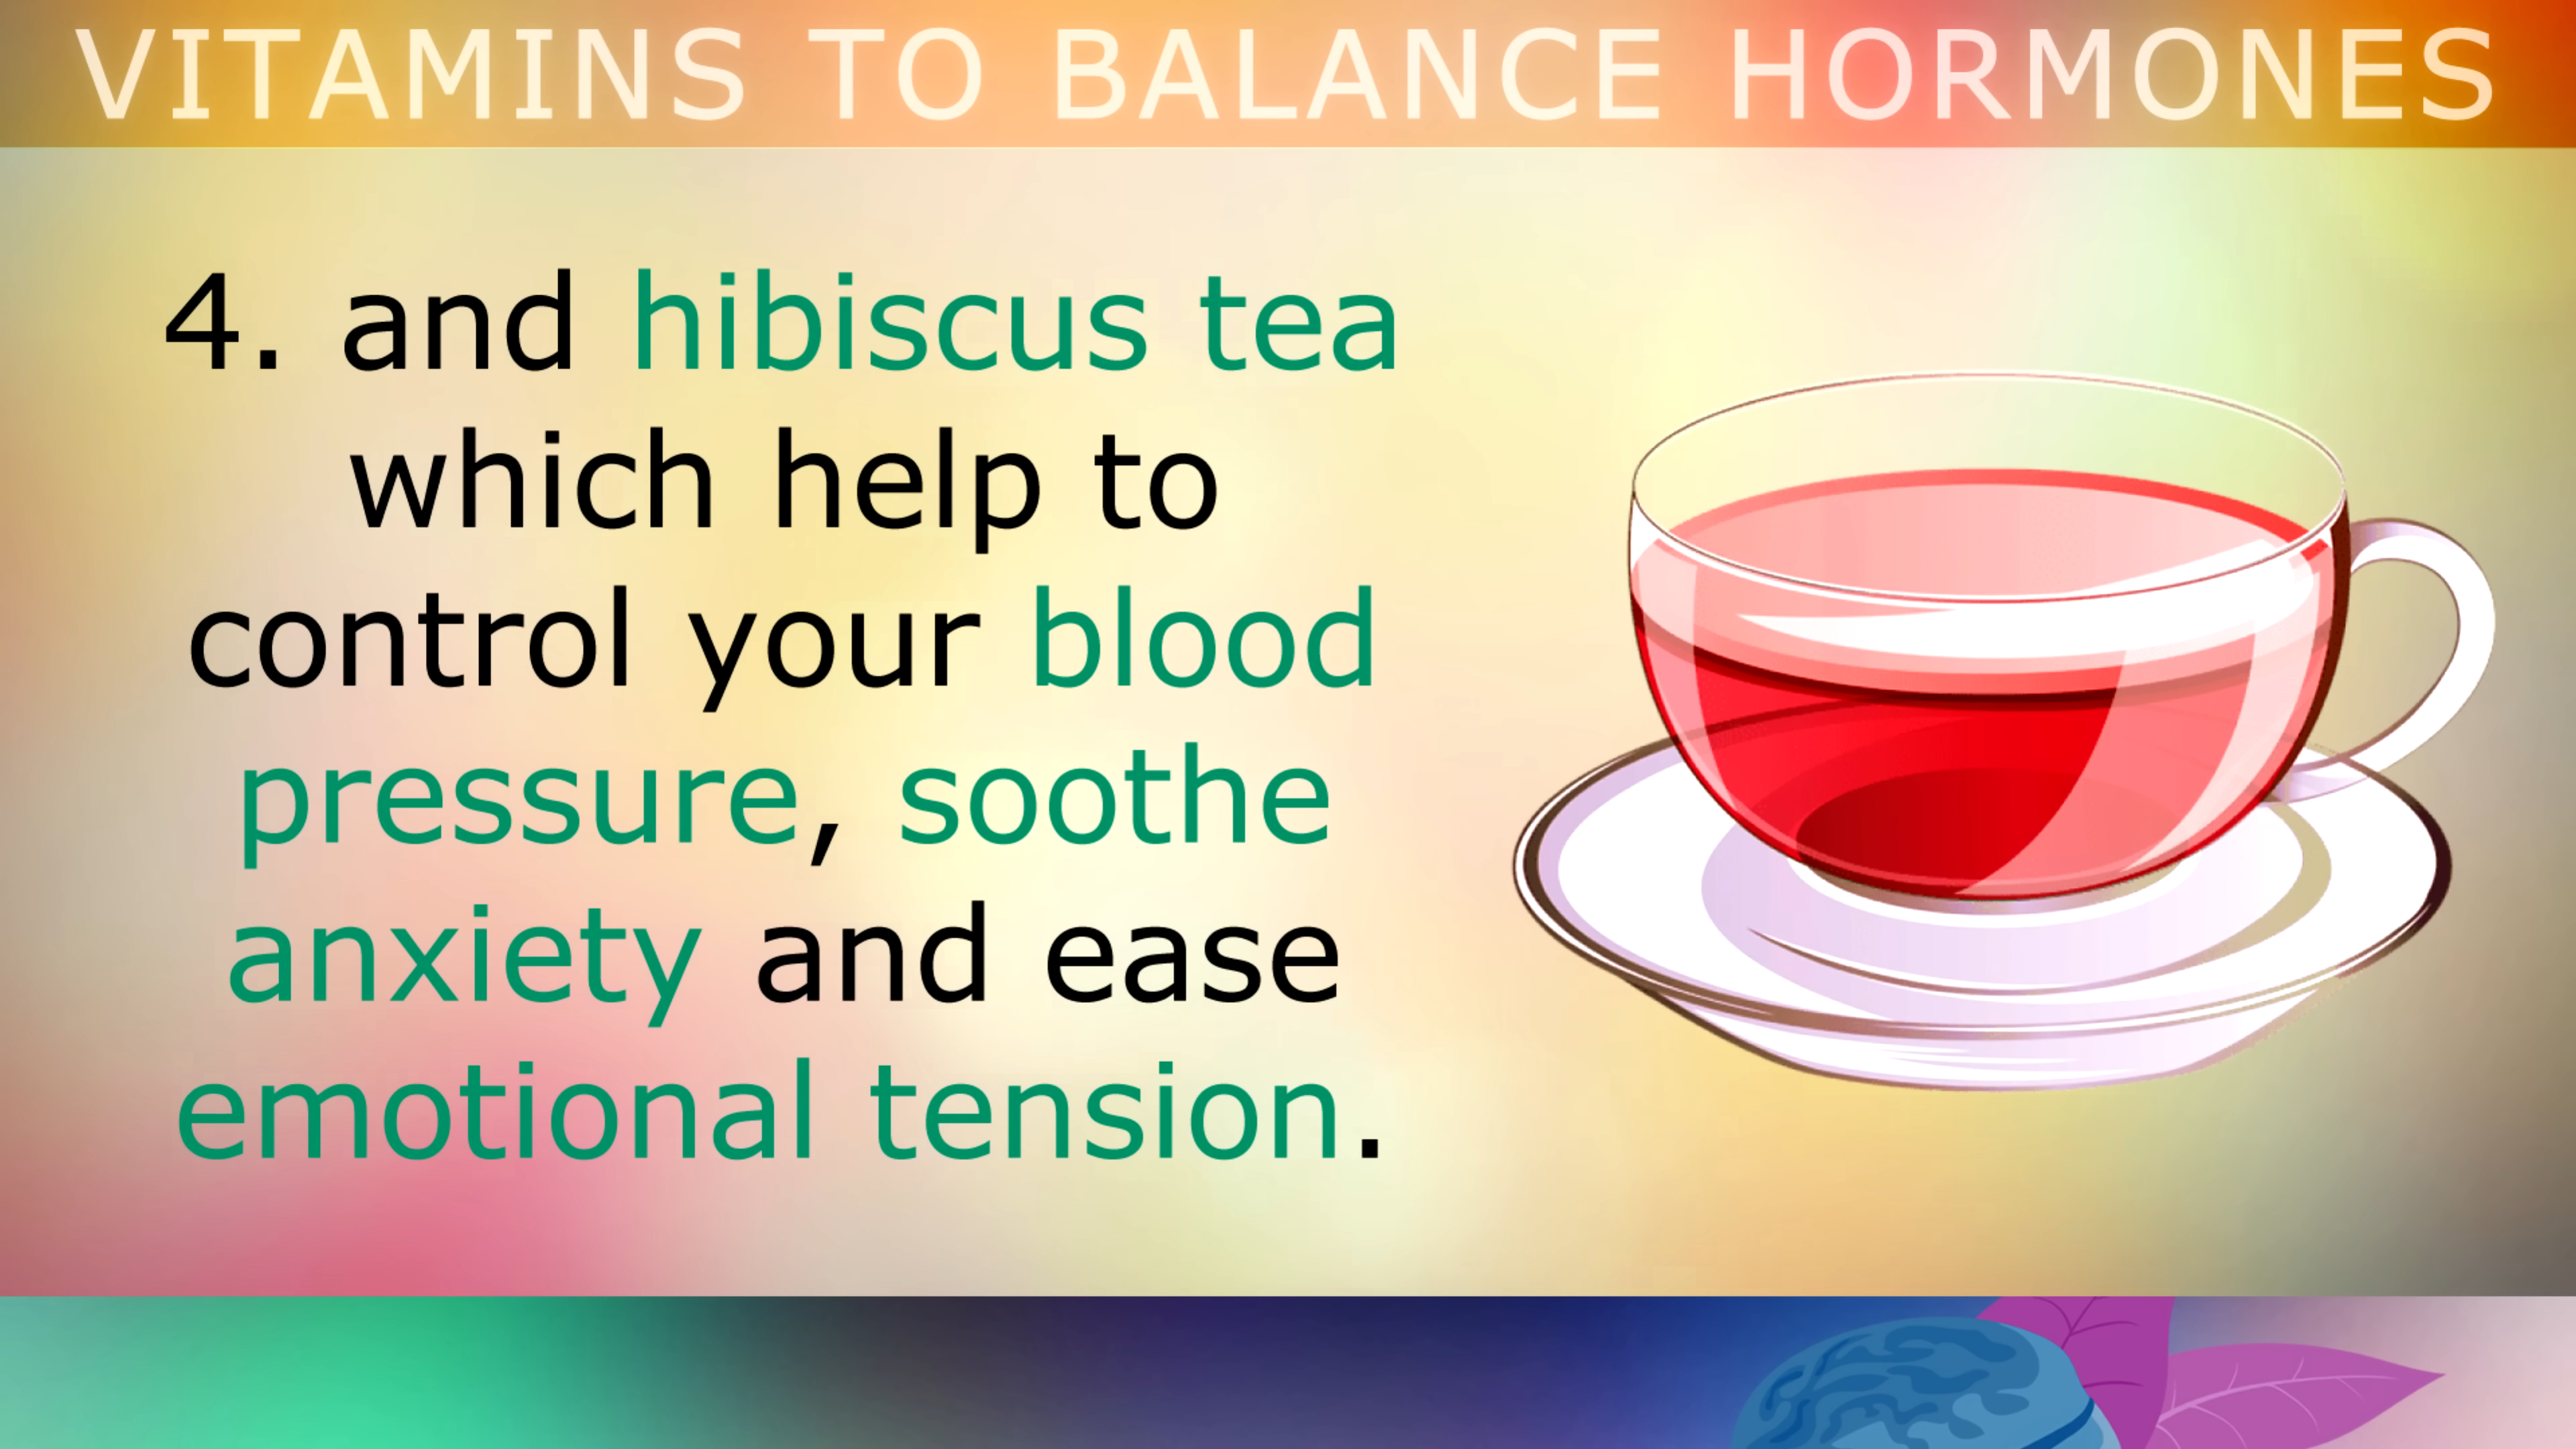 VITAMINS TO BALANCE HORMONES
4. and hibiscus tea
which help to
control your blood
pressure, soothe
anxiety and ease
emotional tension.